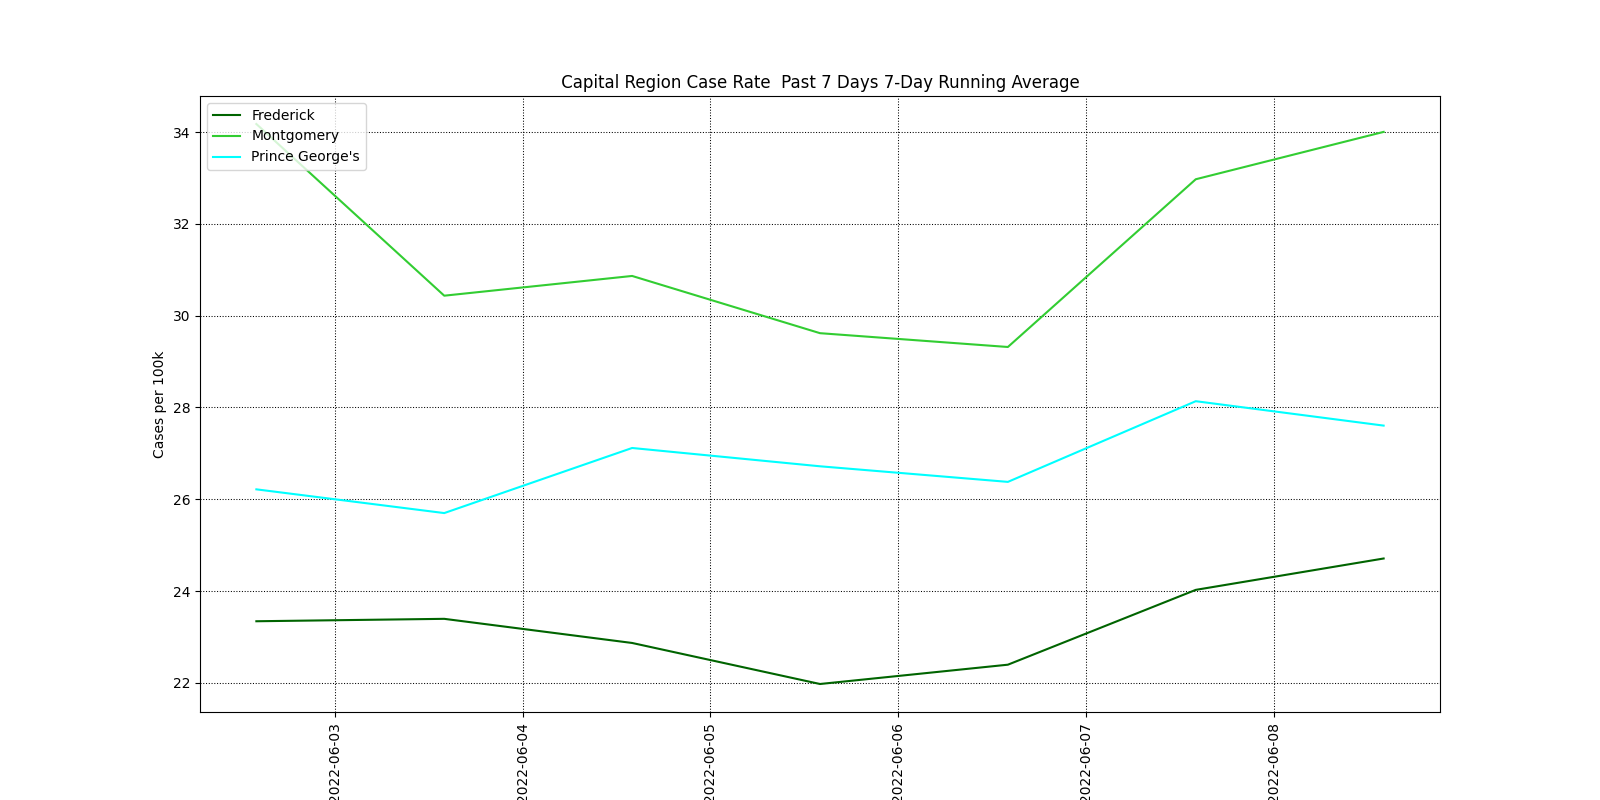 Capital Region Case Rate  Past 7 Days 7-Day Running Average
Frederick
Montgomery
Prince George's
34
32
30
28
26
24
22
Cases per 100k
2022-06-03
2022-06-04
2022-06-05
2022-06-06
2022-06-07
2022-06-08